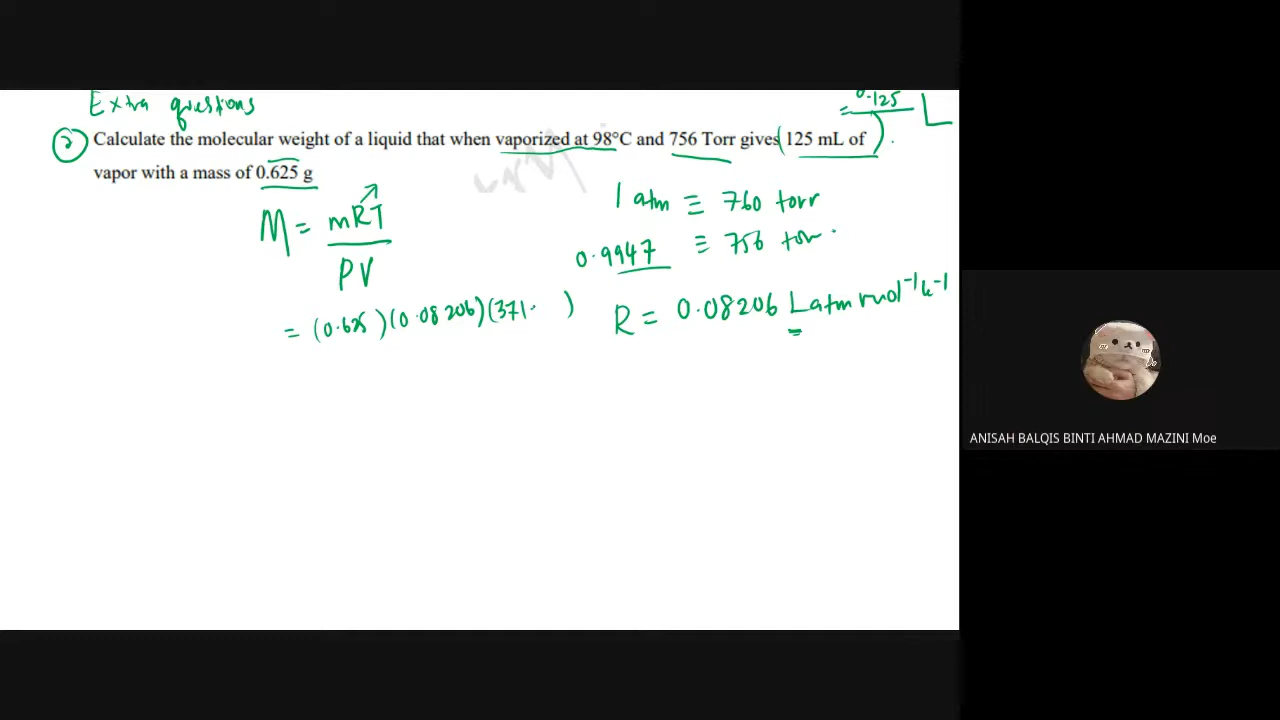 Extra questions
= 0.125 L
② Calculate the molecular weight of a liquid that when vaporized at 98°C and 756 Torr gives (125 mL of) .
vapor with a mass of 0.625 g
M = mRT
PV
1 atm ≡ 760 torr
0.9947 ≡ 756 torr
= (0.625)(0.08206)(371. )
R = 0.08206 L atm mol⁻¹ k⁻¹
ANISAH BALQIS BINTI AHMAD MAZINI Moe